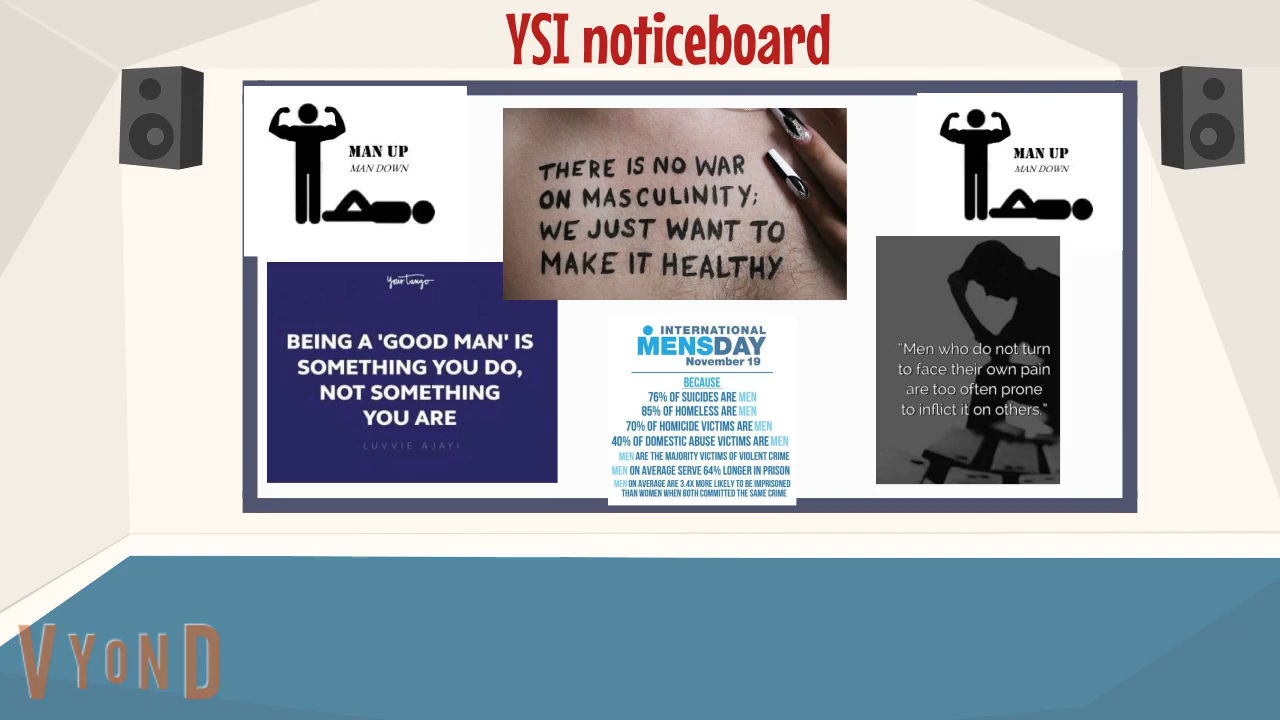 YSI noticeboard
MAN UP
MAN DOWN
THERE IS NO WAR
ON MASCULINITY;
WE JUST WANT TO
MAKE IT HEALTHY
MAN UP
MAN DOWN
YourTango
BEING A 'GOOD MAN' IS
SOMETHING YOU DO,
NOT SOMETHING
YOU ARE
LUVVIE AJAYI
INTERNATIONAL
MENSDAY
November 19
BECAUSE
76% OF SUICIDES ARE MEN
85% OF HOMELESS ARE MEN
70% OF HOMICIDE VICTIMS ARE MEN
40% OF DOMESTIC ABUSE VICTIMS ARE MEN
MEN ARE THE MAJORITY VICTIMS OF VIOLENT CRIME
MEN ON AVERAGE SERVE 64% LONGER IN PRISON
MEN ON AVERAGE ARE 3.4X MORE LIKELY TO BE IMPRISONED
THAN WOMEN WHEN BOTH COMMITTED THE SAME CRIME
"Men who do not turn
to face their own pain
are too often prone
to inflict it on others."
VYOND